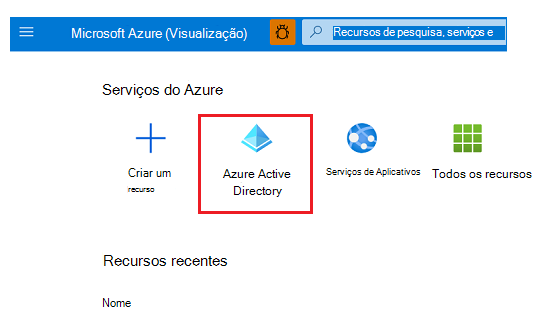 Microsoft Azure (Visualização)
Recursos de pesquisa, serviços e
Serviços do Azure
Criar um
recurso
Azure Active
Directory
Serviços de Aplicativos
Todos os recursos
Recursos recentes
Nome